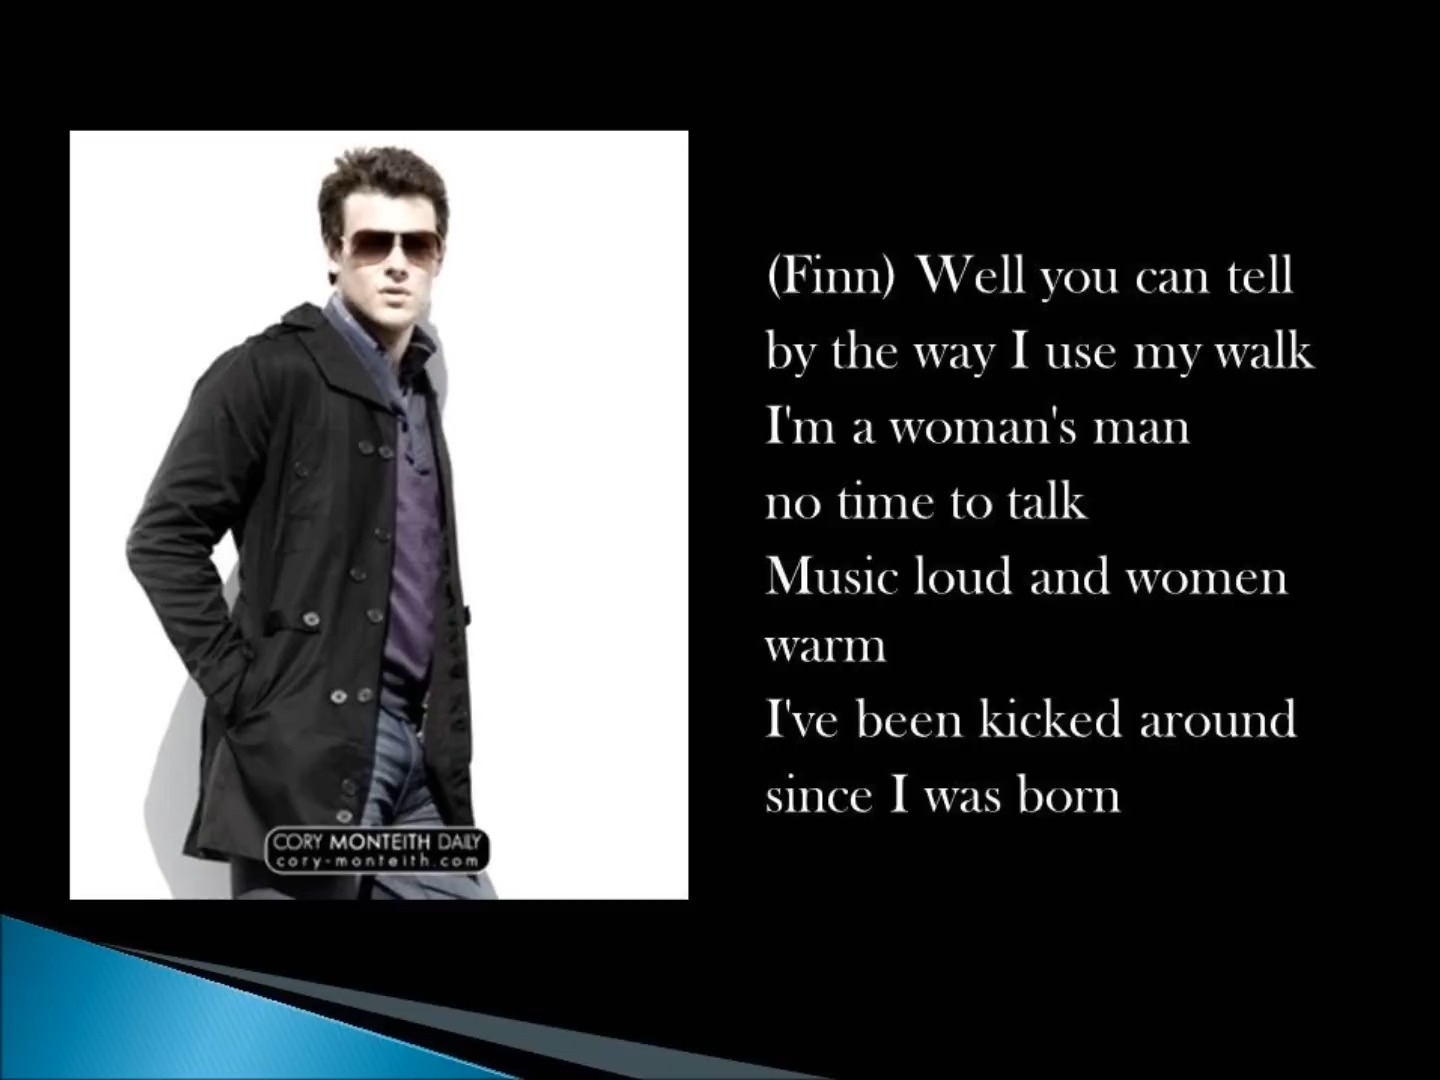 (Finn) Well you can tell
by the way I use my walk
I'm a woman's man
no time to talk
Music loud and women
warm
I've been kicked around
since I was born
CORY MONTEITH DAILY
cory-monteith.com